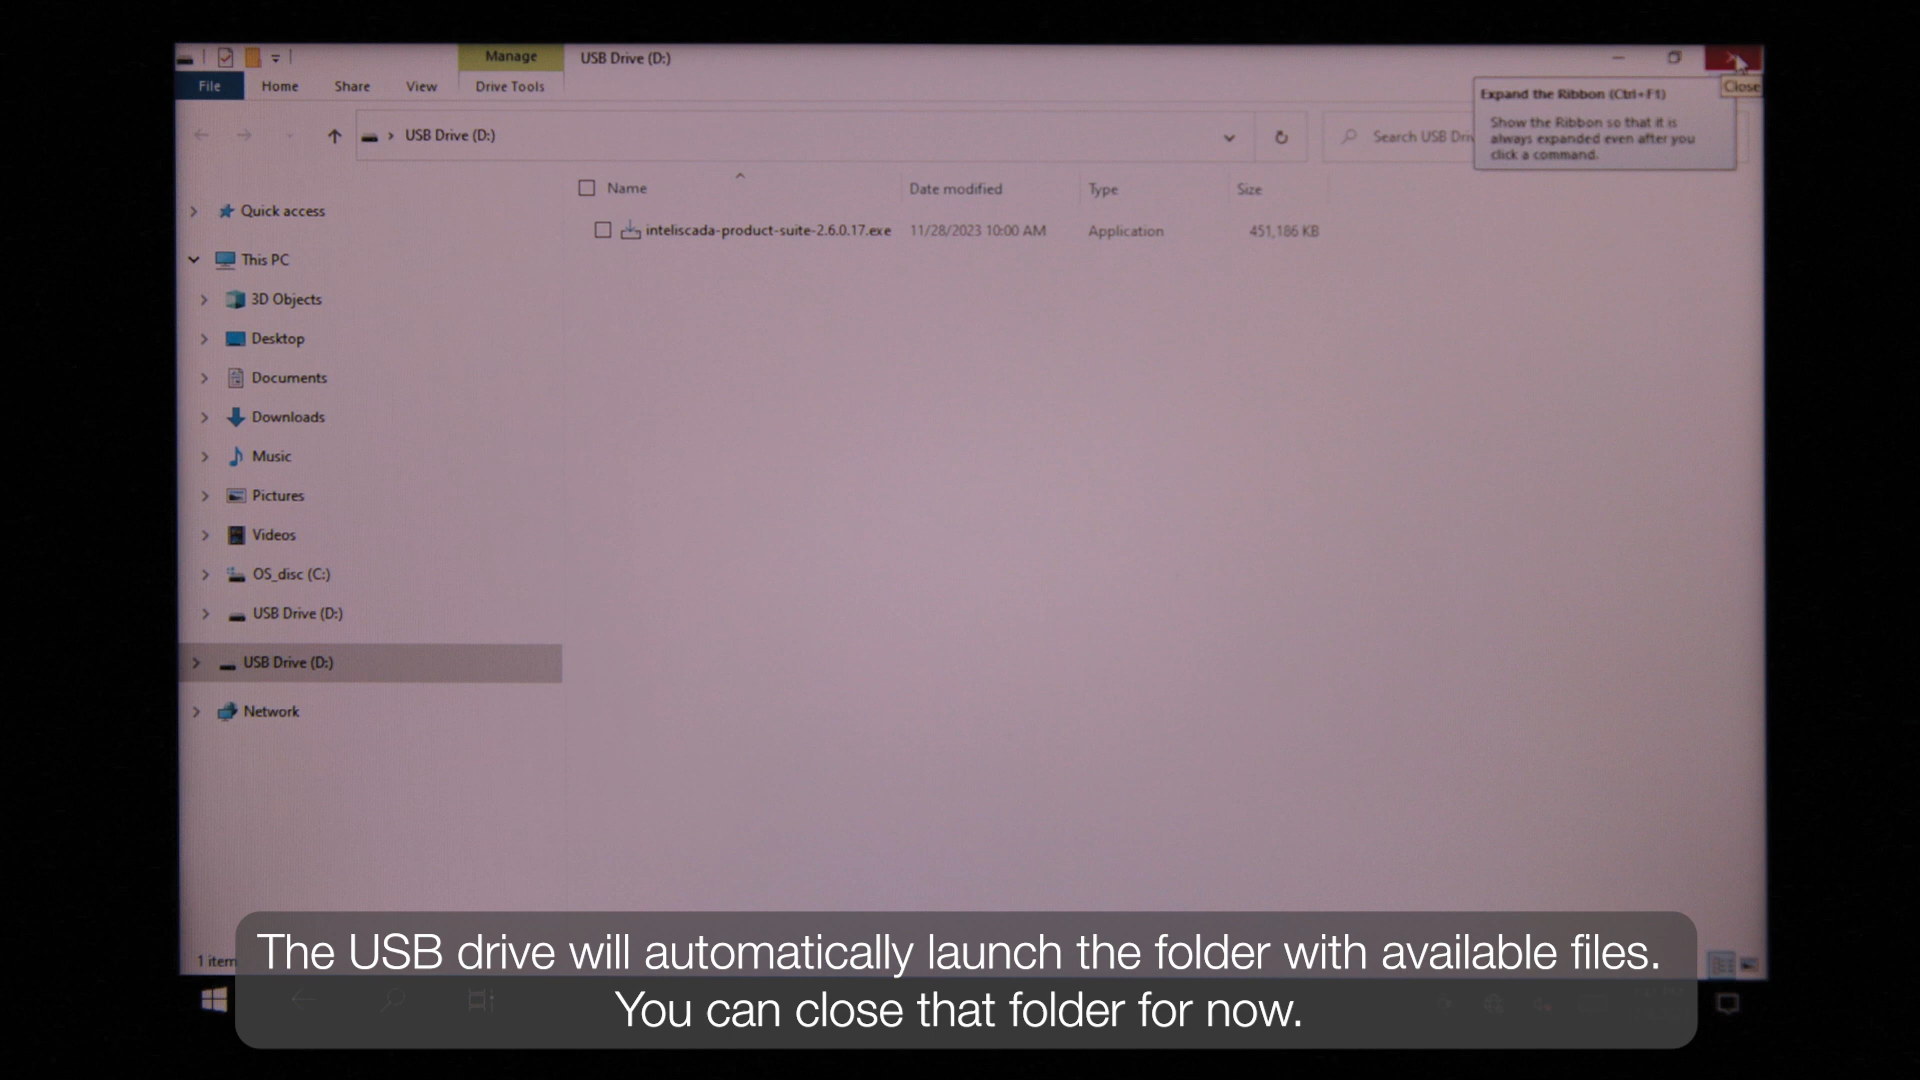 Manage
USB Drive (D:)
File
Home
Share
View
Drive Tools
Close
Expand the Ribbon (Ctrl+F1)
Show the Ribbon so that it is
always expanded even after you
click a command.
USB Drive (D:)
Search USB Driv
Name
Date modified
Type
Size
inteliscada-product-suite-2.6.0.17.exe
11/28/2023 10:00 AM
Application
451,186 KB
Quick access
This PC
3D Objects
Desktop
Documents
Downloads
Music
Pictures
Videos
OS_disc (C:)
USB Drive (D:)
USB Drive (D:)
Network
1 item
The USB drive will automatically launch the folder with available files.
You can close that folder for now.